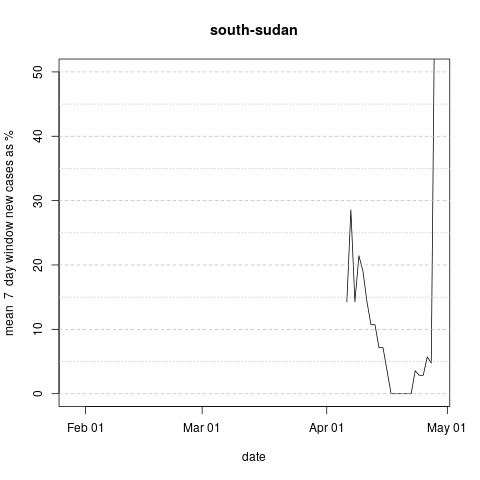 south-sudan
mean 7 day window new cases as %
50
40
30
20
10
0
Feb 01
Mar 01
Apr 01
May 01
date